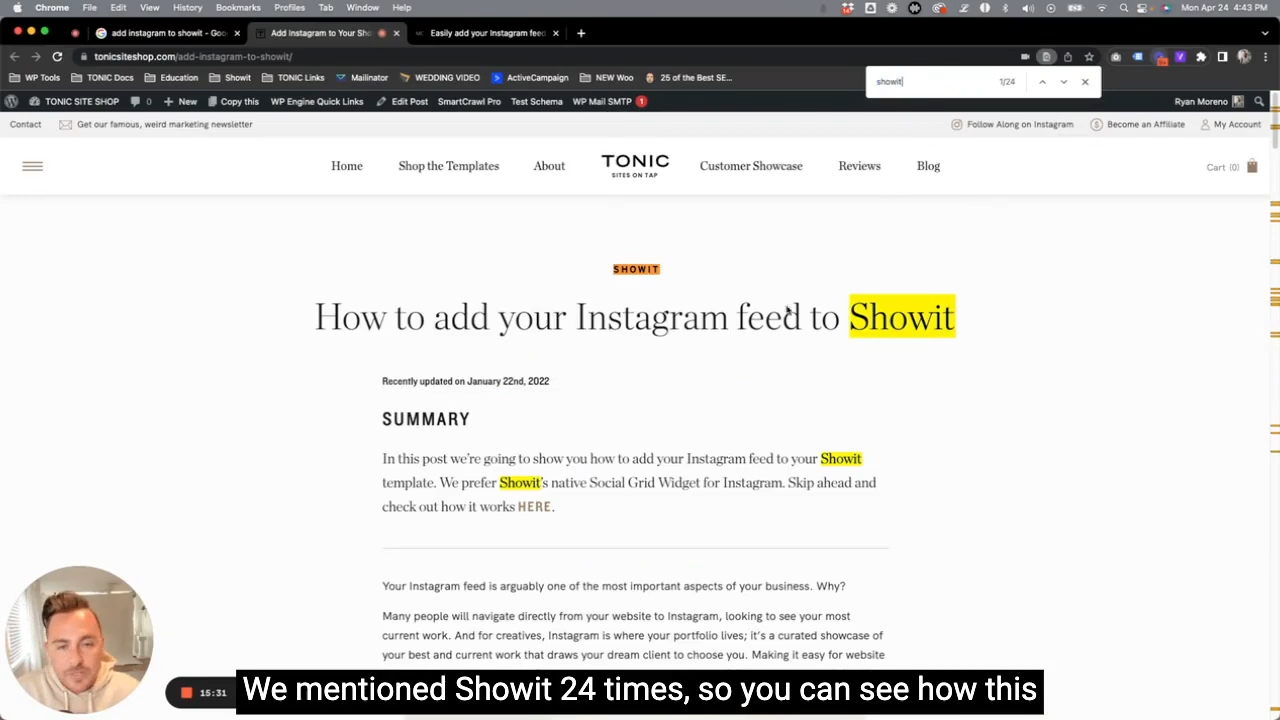 Chrome File Edit View History Bookmarks Profiles Tab Window Help Mon Apr 24 4:43 PM
add instagram to showit - Goo Add Instagram to Your Sho Easily add your Instagram feed
tonicsiteshop.com/add-instagram-to-showit/
WP Tools TONIC Docs Education Showit TONIC Links Mailinator WEDDING VIDEO ActiveCampaign NEW Woo 25 of the Best SE...
showit 1/24
TONIC SITE SHOP 0 New Copy this WP Engine Quick Links Edit Post SmartCrawl Pro Test Schema WP Mail SMTP 1 Ryan Moreno
Contact Get our famous, weird marketing newsletter Follow Along on Instagram Become an Affiliate My Account
Home Shop the Templates About TONIC Customer Showcase Reviews Blog Cart (0)
SITES ON TAP
SHOWIT
How to add your Instagram feed to Showit
Recently updated on January 22nd, 2022
SUMMARY
In this post we're going to show you how to add your Instagram feed to your Showit
template. We prefer Showit's native Social Grid Widget for Instagram. Skip ahead and
check out how it works HERE.
Your Instagram feed is arguably one of the most important aspects of your business. Why?
Many people will navigate directly from your website to Instagram, looking to see your most
current work. And for creatives, Instagram is where your portfolio lives; it's a curated showcase of
your best and current work that draws your dream client to choose you. Making it easy for website
15:31
We mentioned Showit 24 times, so you can see how this